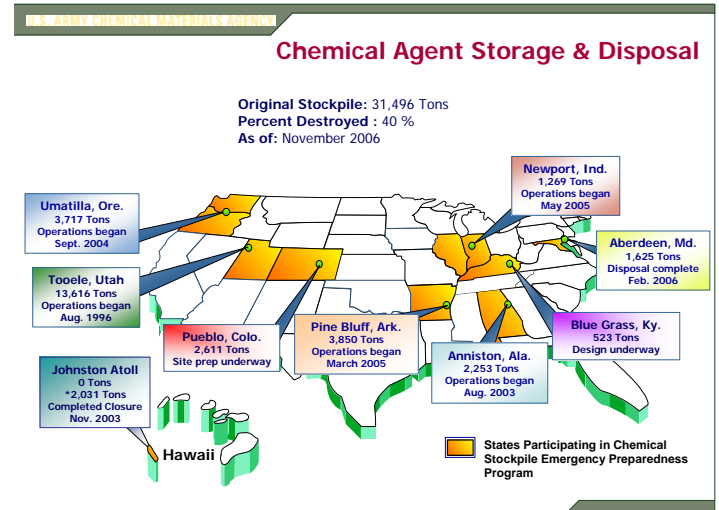 U.S. ARMY CHEMICAL MATERIALS AGENCY
Chemical Agent Storage & Disposal
Original Stockpile: 31,496 Tons
Percent Destroyed : 40 %
As of: November 2006
Newport, Ind.
1,269 Tons
Operations began
May 2005
Umatilla, Ore.
3,717 Tons
Operations began
Sept. 2004
Aberdeen, Md.
1,625 Tons
Disposal complete
Feb. 2006
Tooele, Utah
13,616 Tons
Operations began
Aug. 1996
Pueblo, Colo.
2,611 Tons
Site prep underway
Pine Bluff, Ark.
3,850 Tons
Operations began
March 2005
Blue Grass, Ky.
523 Tons
Design underway
Anniston, Ala.
2,253 Tons
Operations began
Aug. 2003
Johnston Atoll
0 Tons
*2,031 Tons
Completed Closure
Nov. 2003
Hawaii
States Participating in Chemical
Stockpile Emergency Preparedness
Program